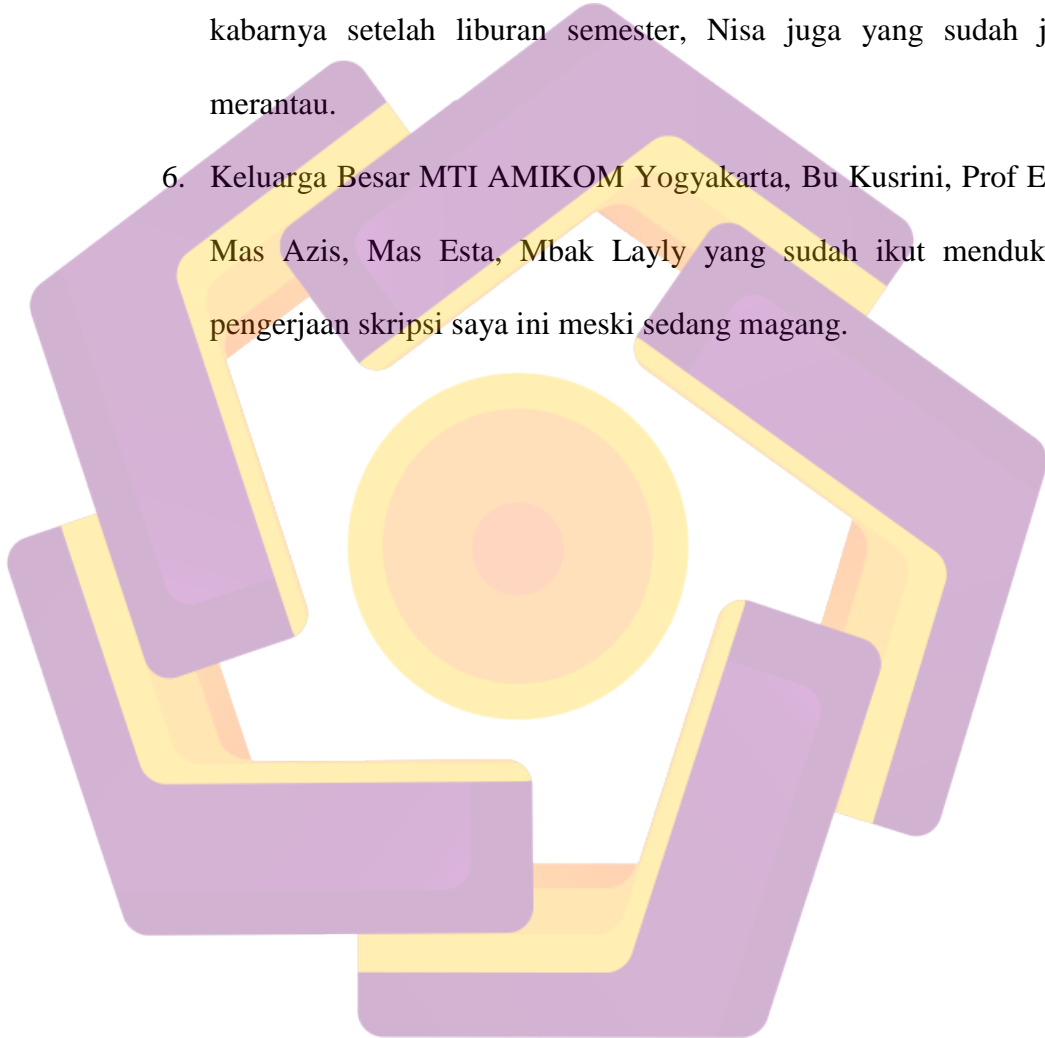 kabarnya setelah liburan semester, Nisa juga yang sudah j
merantau.
6. Keluarga Besar MTI AMIKOM Yogyakarta, Bu Kusrini, Prof E
Mas Azis, Mas Esta, Mbak Layly yang sudah ikut menduk
pengerjaan skripsi saya ini meski sedang magang.